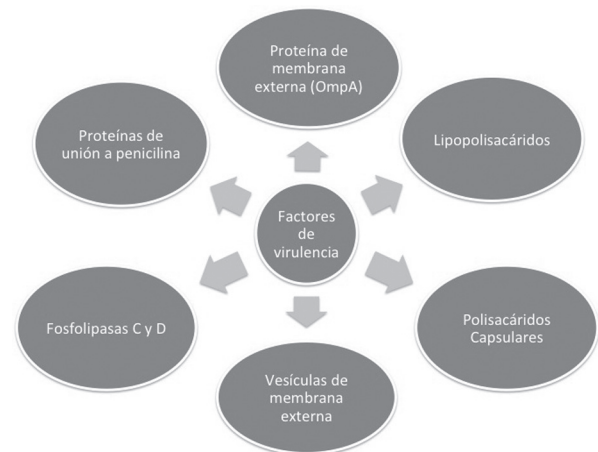 Proteína de
membrana
externa (OmpA)
Lipopolisacáridos
Polisacáridos
Capsulares
Vesículas de
membrana
externa
Fosfolipasas C y D
Proteínas de
unión a penicilina
Factores
de
virulencia